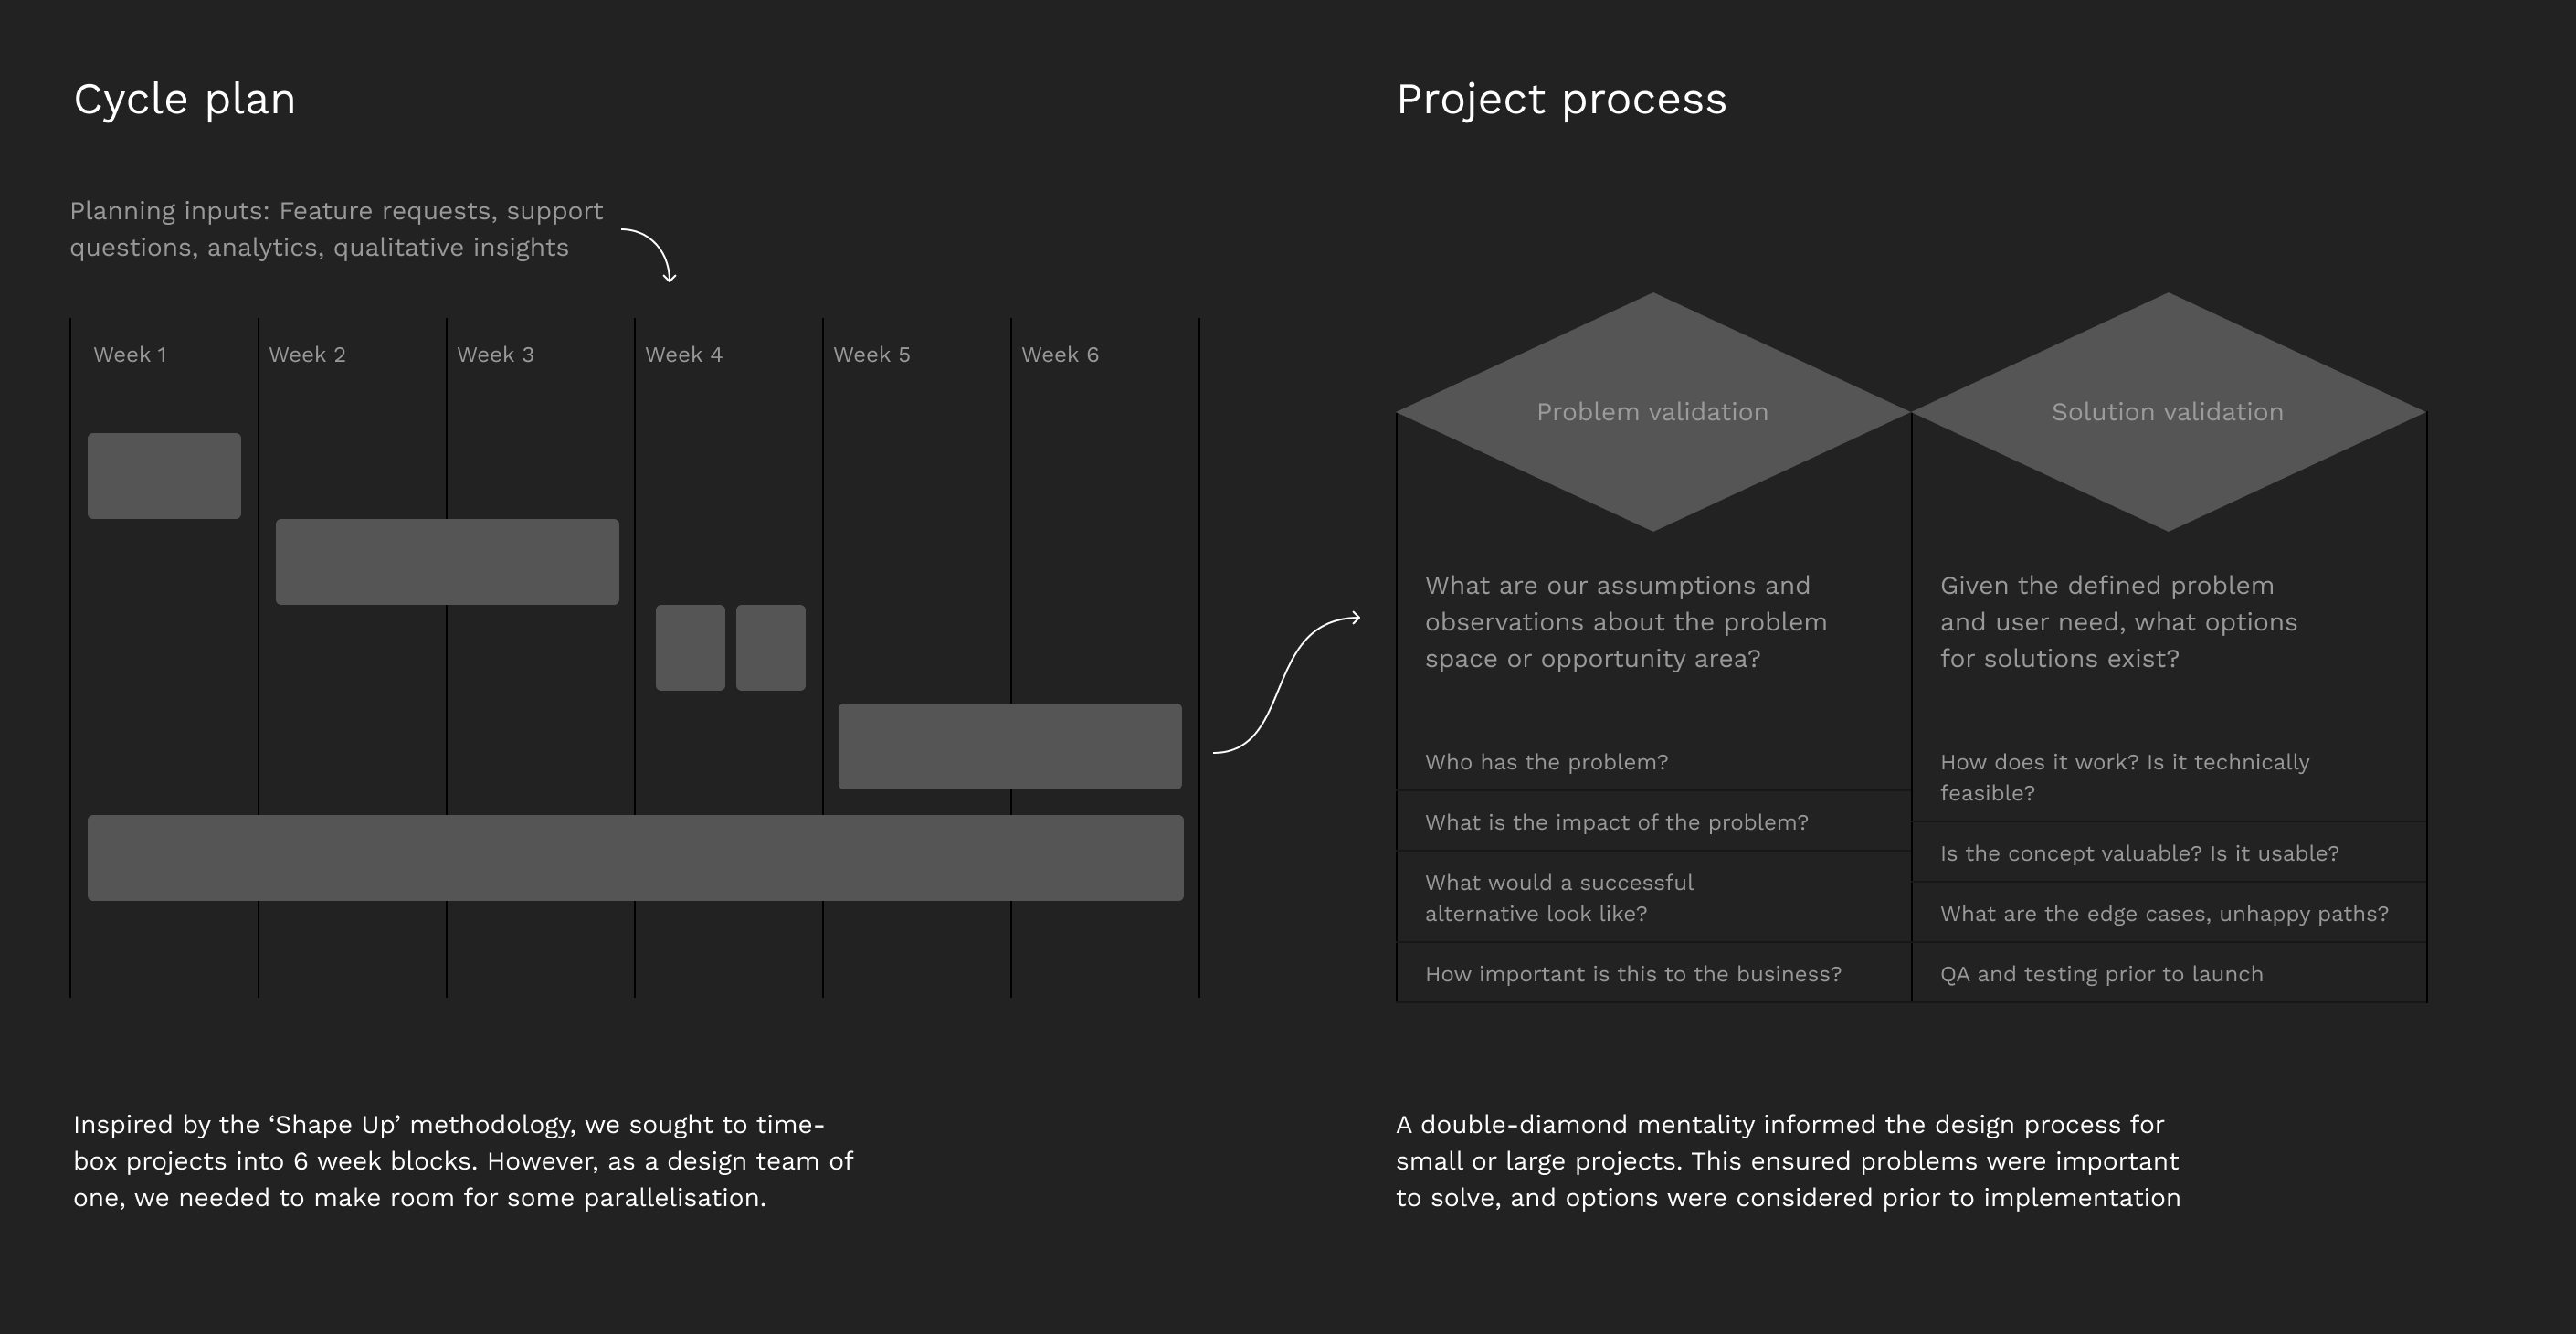 Cycle plan
Planning inputs: Feature requests, support
questions, analytics, qualitative insights
Week 1
Week 2
Week 3
Week 4
Week 5
Week 6
Inspired by the ‘Shape Up’ methodology, we sought to time-
box projects into 6 week blocks. However, as a design team of
one, we needed to make room for some parallelisation.
Project process
Problem validation
What are our assumptions and
observations about the problem
space or opportunity area?
Who has the problem?
What is the impact of the problem?
What would a successful
alternative look like?
How important is this to the business?
Solution validation
Given the defined problem
and user need, what options
for solutions exist?
How does it work? Is it technically
feasible?
Is the concept valuable? Is it usable?
What are the edge cases, unhappy paths?
QA and testing prior to launch
A double-diamond mentality informed the design process for
small or large projects. This ensured problems were important
to solve, and options were considered prior to implementation